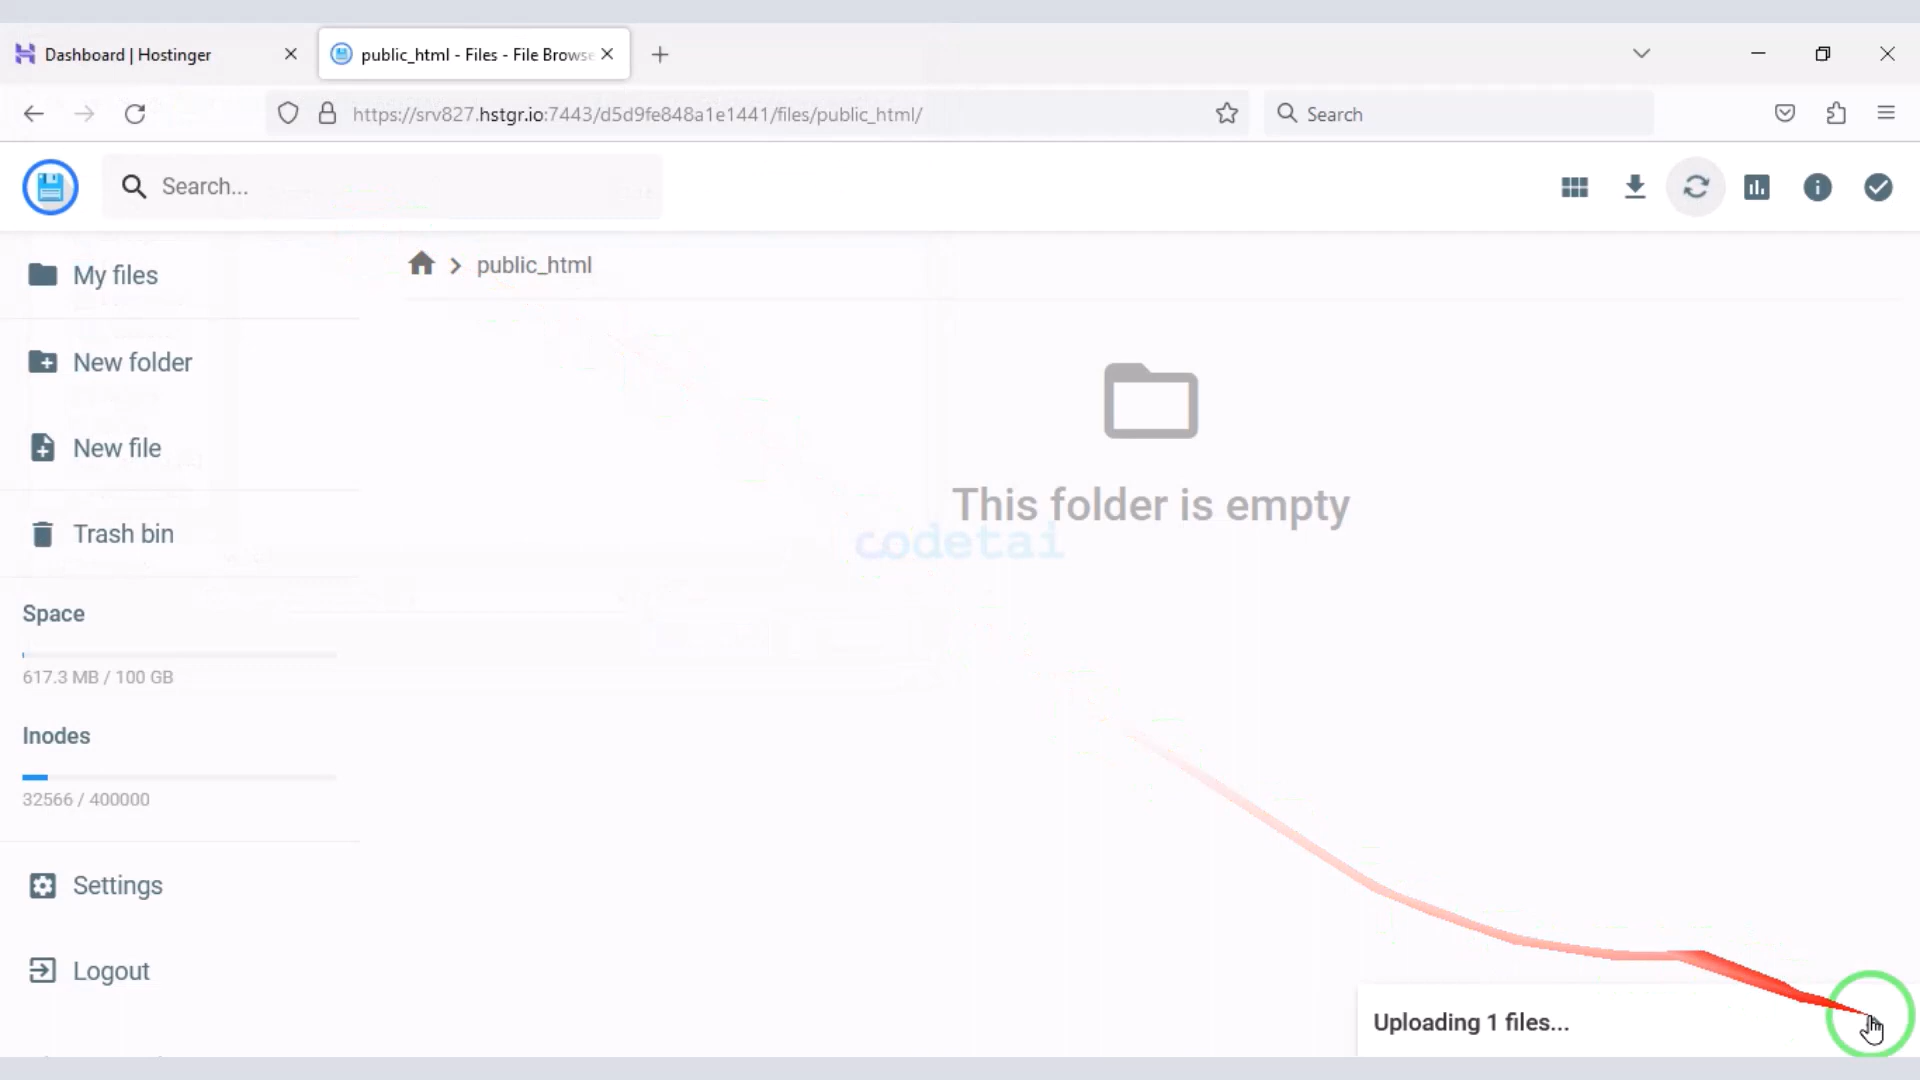 Dashboard | Hostinger
public_html - Files - File Browse
https://srv827.hstgr.io:7443/d5d9fe848a1e1441/files/public_html/
Search
Search...
My files
public_html
New folder
New file
This folder is empty
codetai
Trash bin
Space
617.3 MB / 100 GB
Inodes
32566 / 400000
Settings
Logout
Uploading 1 files...